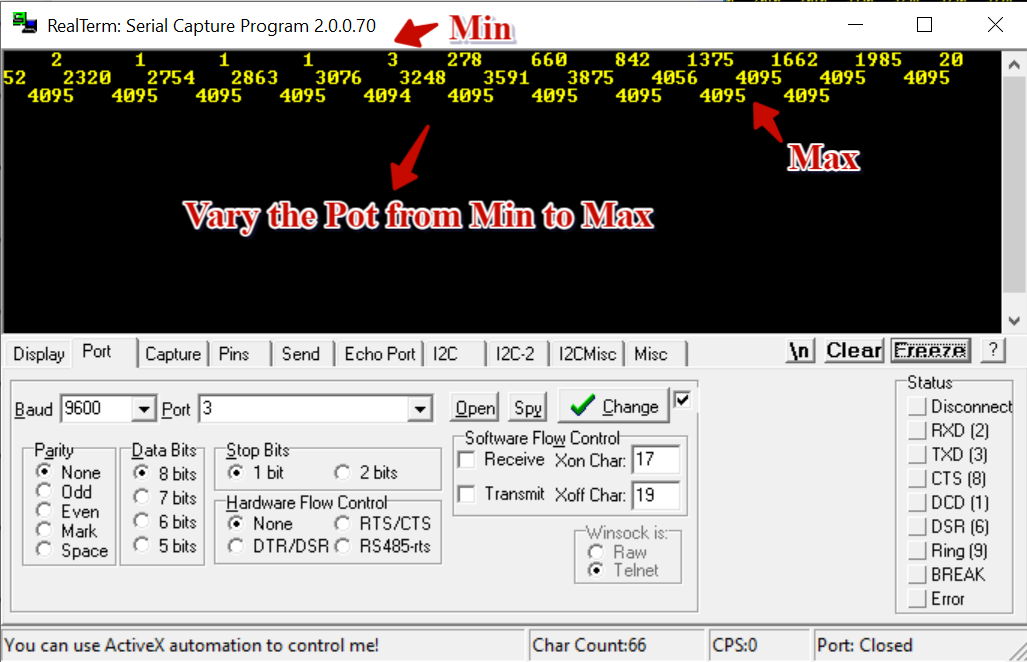 RealTerm: Serial Capture Program 2.0.0.70
Min
2 1 1 1 3 278 660 842 1375 1662 1985 20
52 2320 2754 2863 3076 3248 3591 3875 4056 4095 4095 4095
4095 4095 4095 4095 4094 4095 4095 4095 4095 4095
Max
Vary the Pot from Min to Max
Display Port Capture Pins Send Echo Port I2C I2C-2 I2CMisc Misc \n Clear Freeze ?
Status
Baud 9600 Port 3 Open Spy Change Disconnect
RXD (2)
Software Flow Control
Parity Data Bits Stop Bits
Receive Xon Char: 17 TXD (3)
None 8 bits 1 bit 2 bits CTS (8)
Odd 7 bits Hardware Flow Control Transmit Xoff Char: 19 DCD (1)
Even 6 bits None RTS/CTS DSR (6)
Mark Winsock is:
Space 5 bits DTR/DSR RS485-rts Raw Ring (9)
Telnet BREAK
Error
You can use ActiveX automation to control me! Char Count:66 CPS:0 Port: Closed